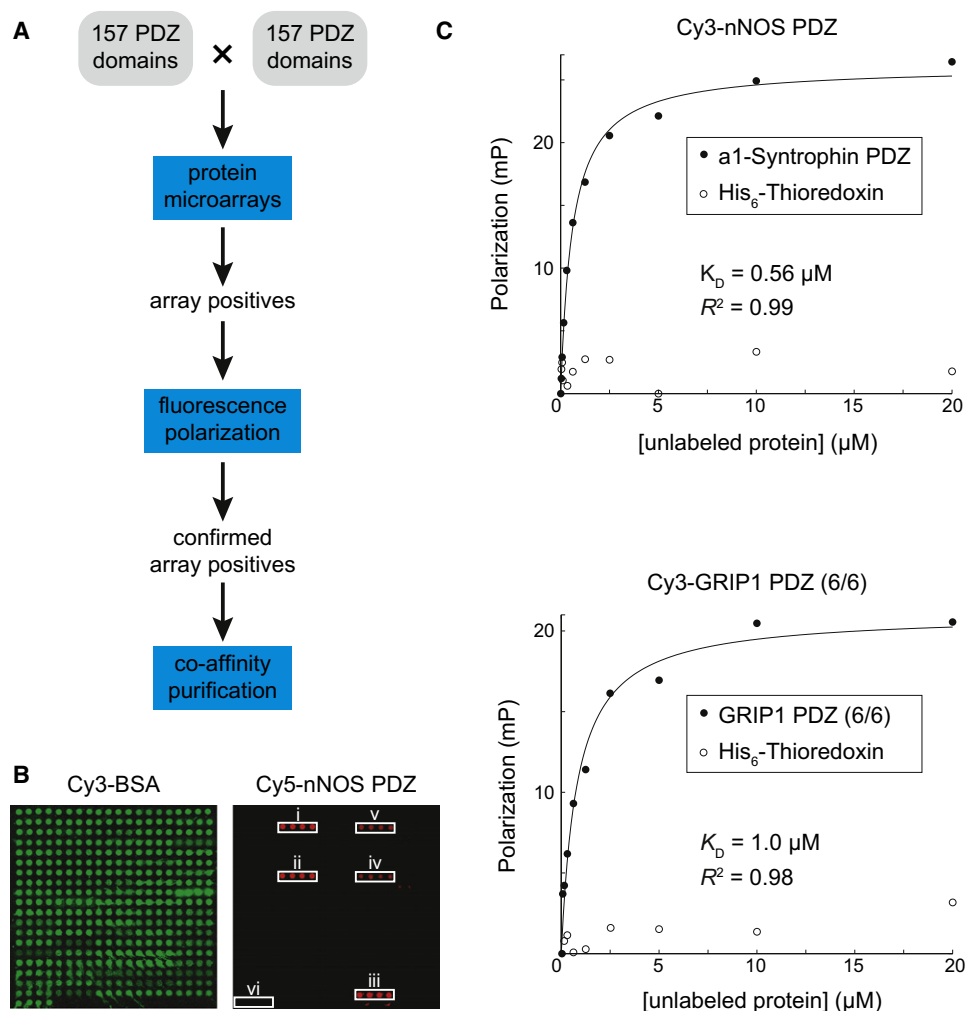 A
157 PDZ
domains
×
157 PDZ
domains
protein
microarrays
array positives
fluorescence
polarization
confirmed
array positives
co-affinity
purification
B
Cy3-BSA
Cy5-nNOS PDZ
i
v
ii
iv
vi
iii
C
Cy3-nNOS PDZ
Polarization (mP)
20
10
a1-Syntrophin PDZ
His6-Thioredoxin
KD = 0.56 µM
R² = 0.99
0 5 10 15 20
[unlabeled protein] (µM)
Cy3-GRIP1 PDZ (6/6)
Polarization (mP)
20
10
GRIP1 PDZ (6/6)
His6-Thioredoxin
KD = 1.0 µM
R² = 0.98
0 5 10 15 20
[unlabeled protein] (µM)